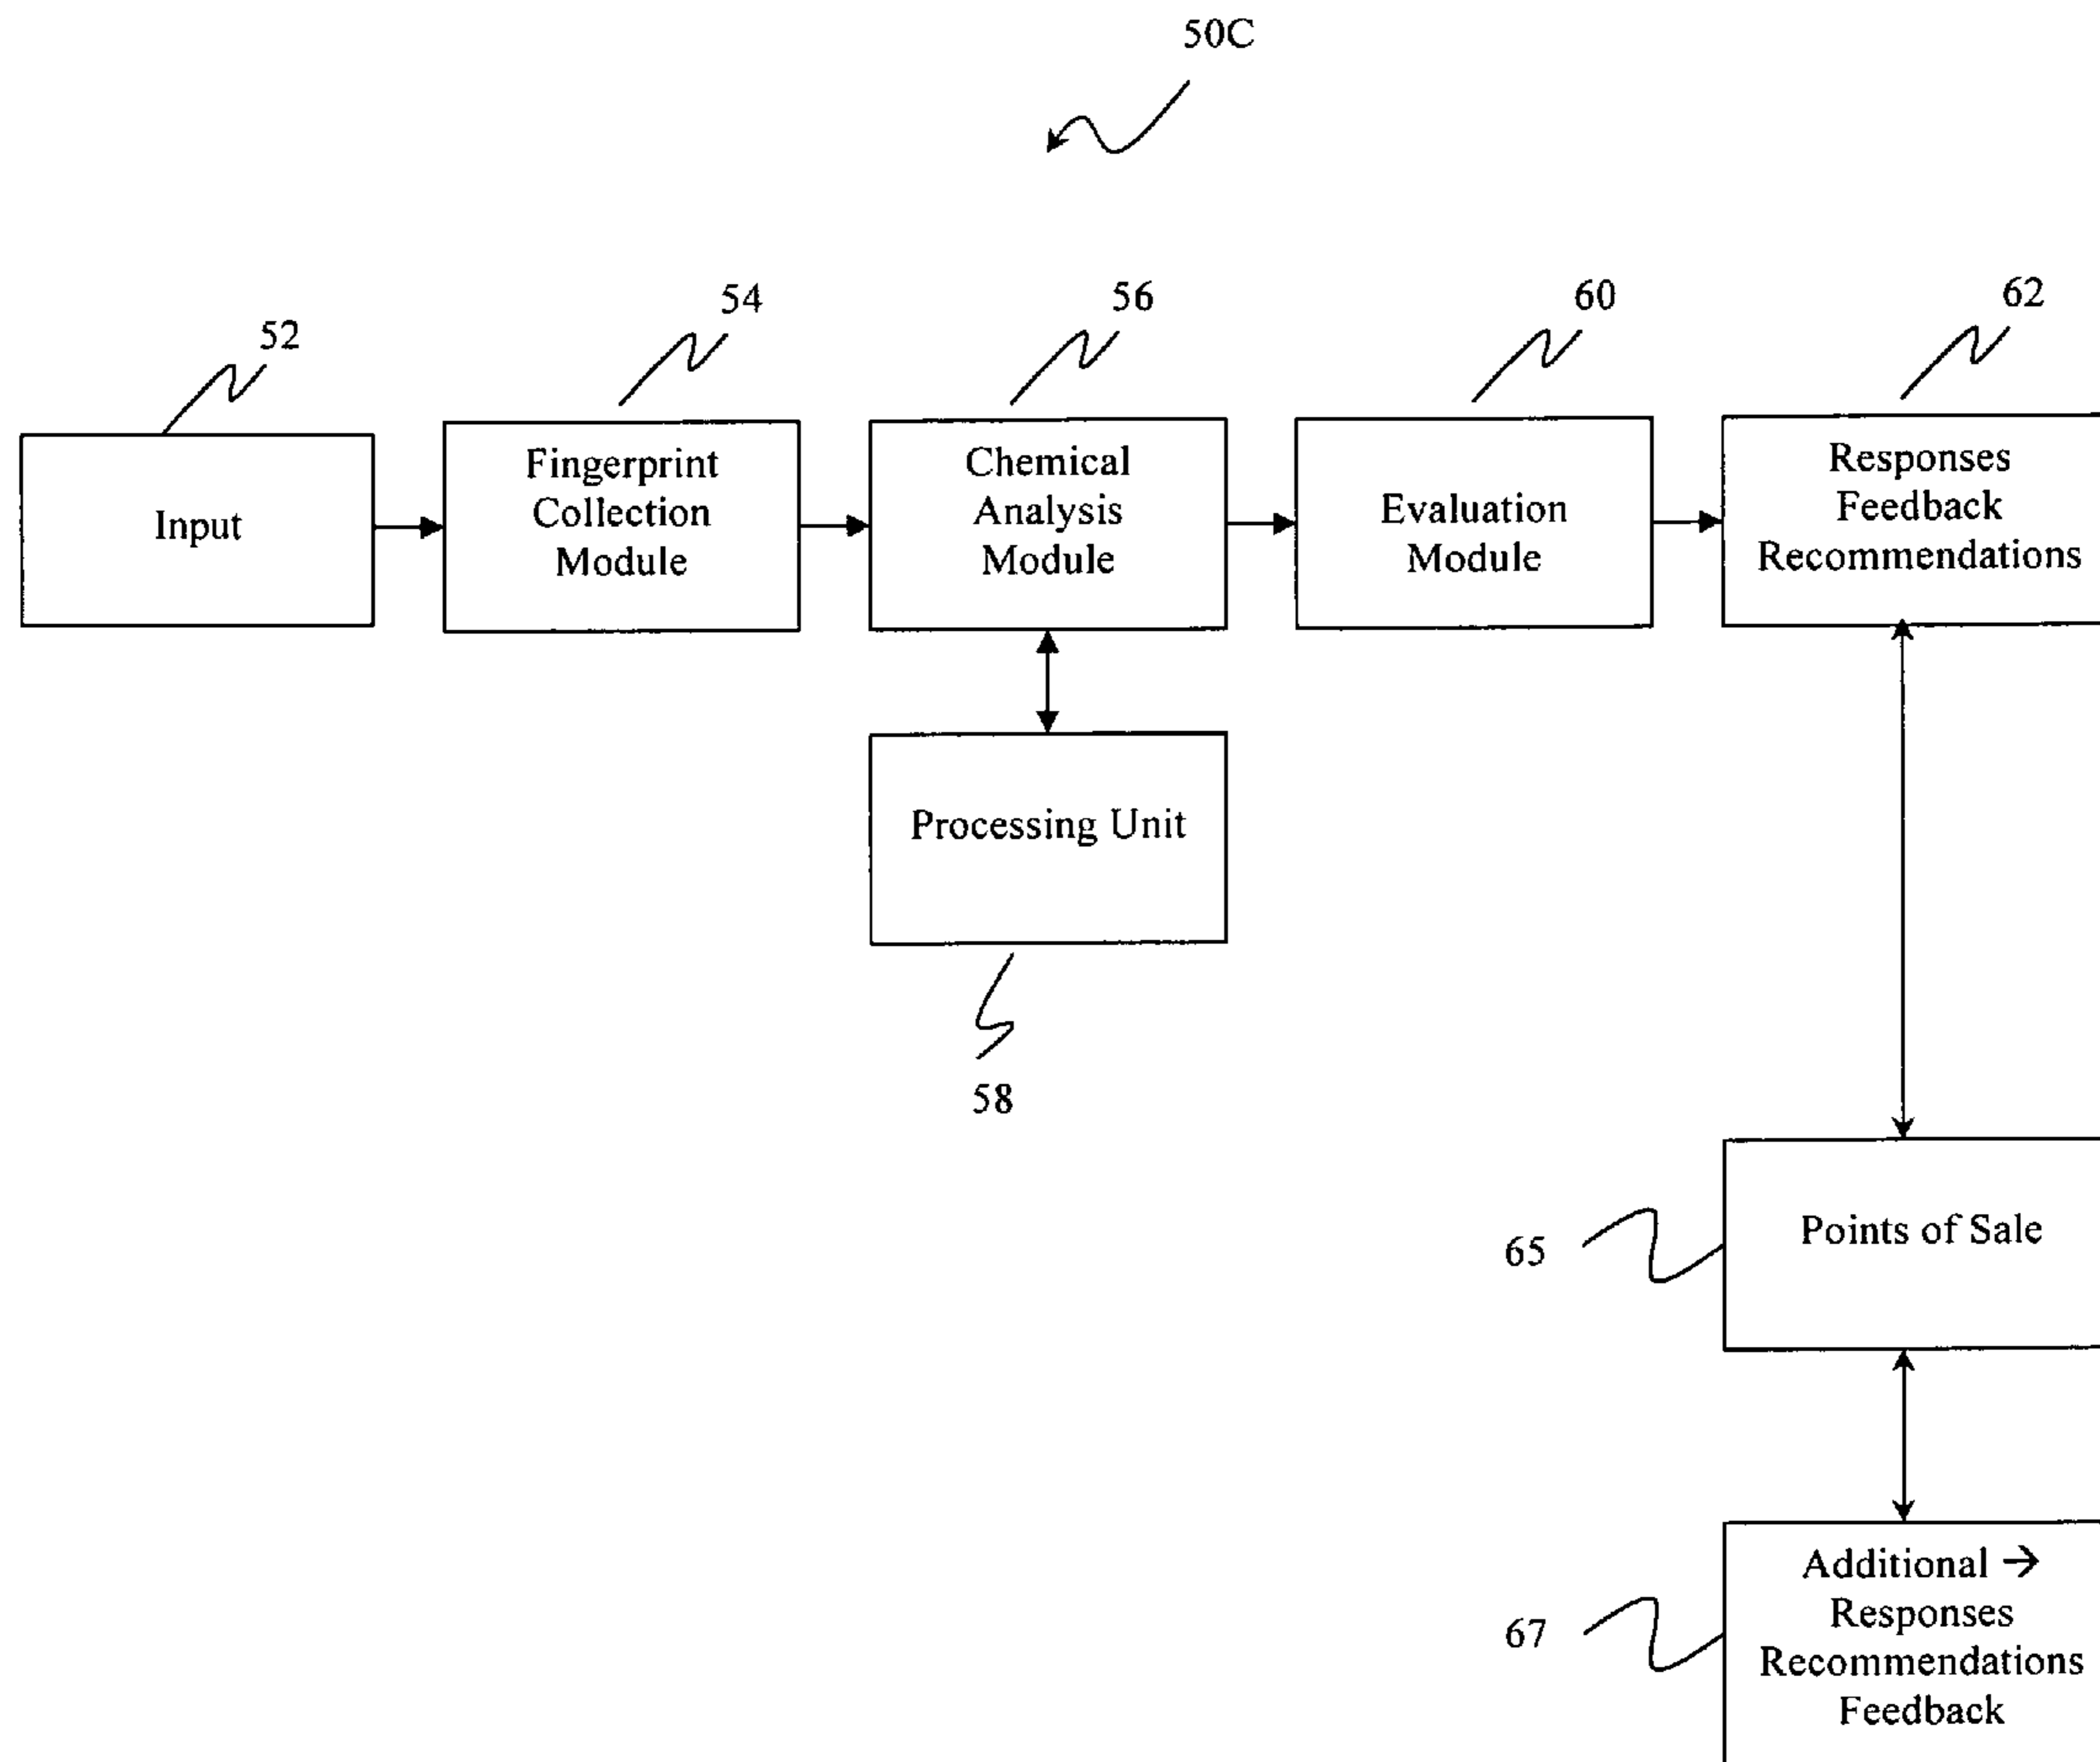 50C
52
54
56
60
62
Input
Fingerprint
Collection
Module
Chemical
Analysis
Module
Evaluation
Module
Responses
Feedback
Recommendations
Processing Unit
58
65
Points of Sale
67
Additional →
Responses
Recommendations
Feedback